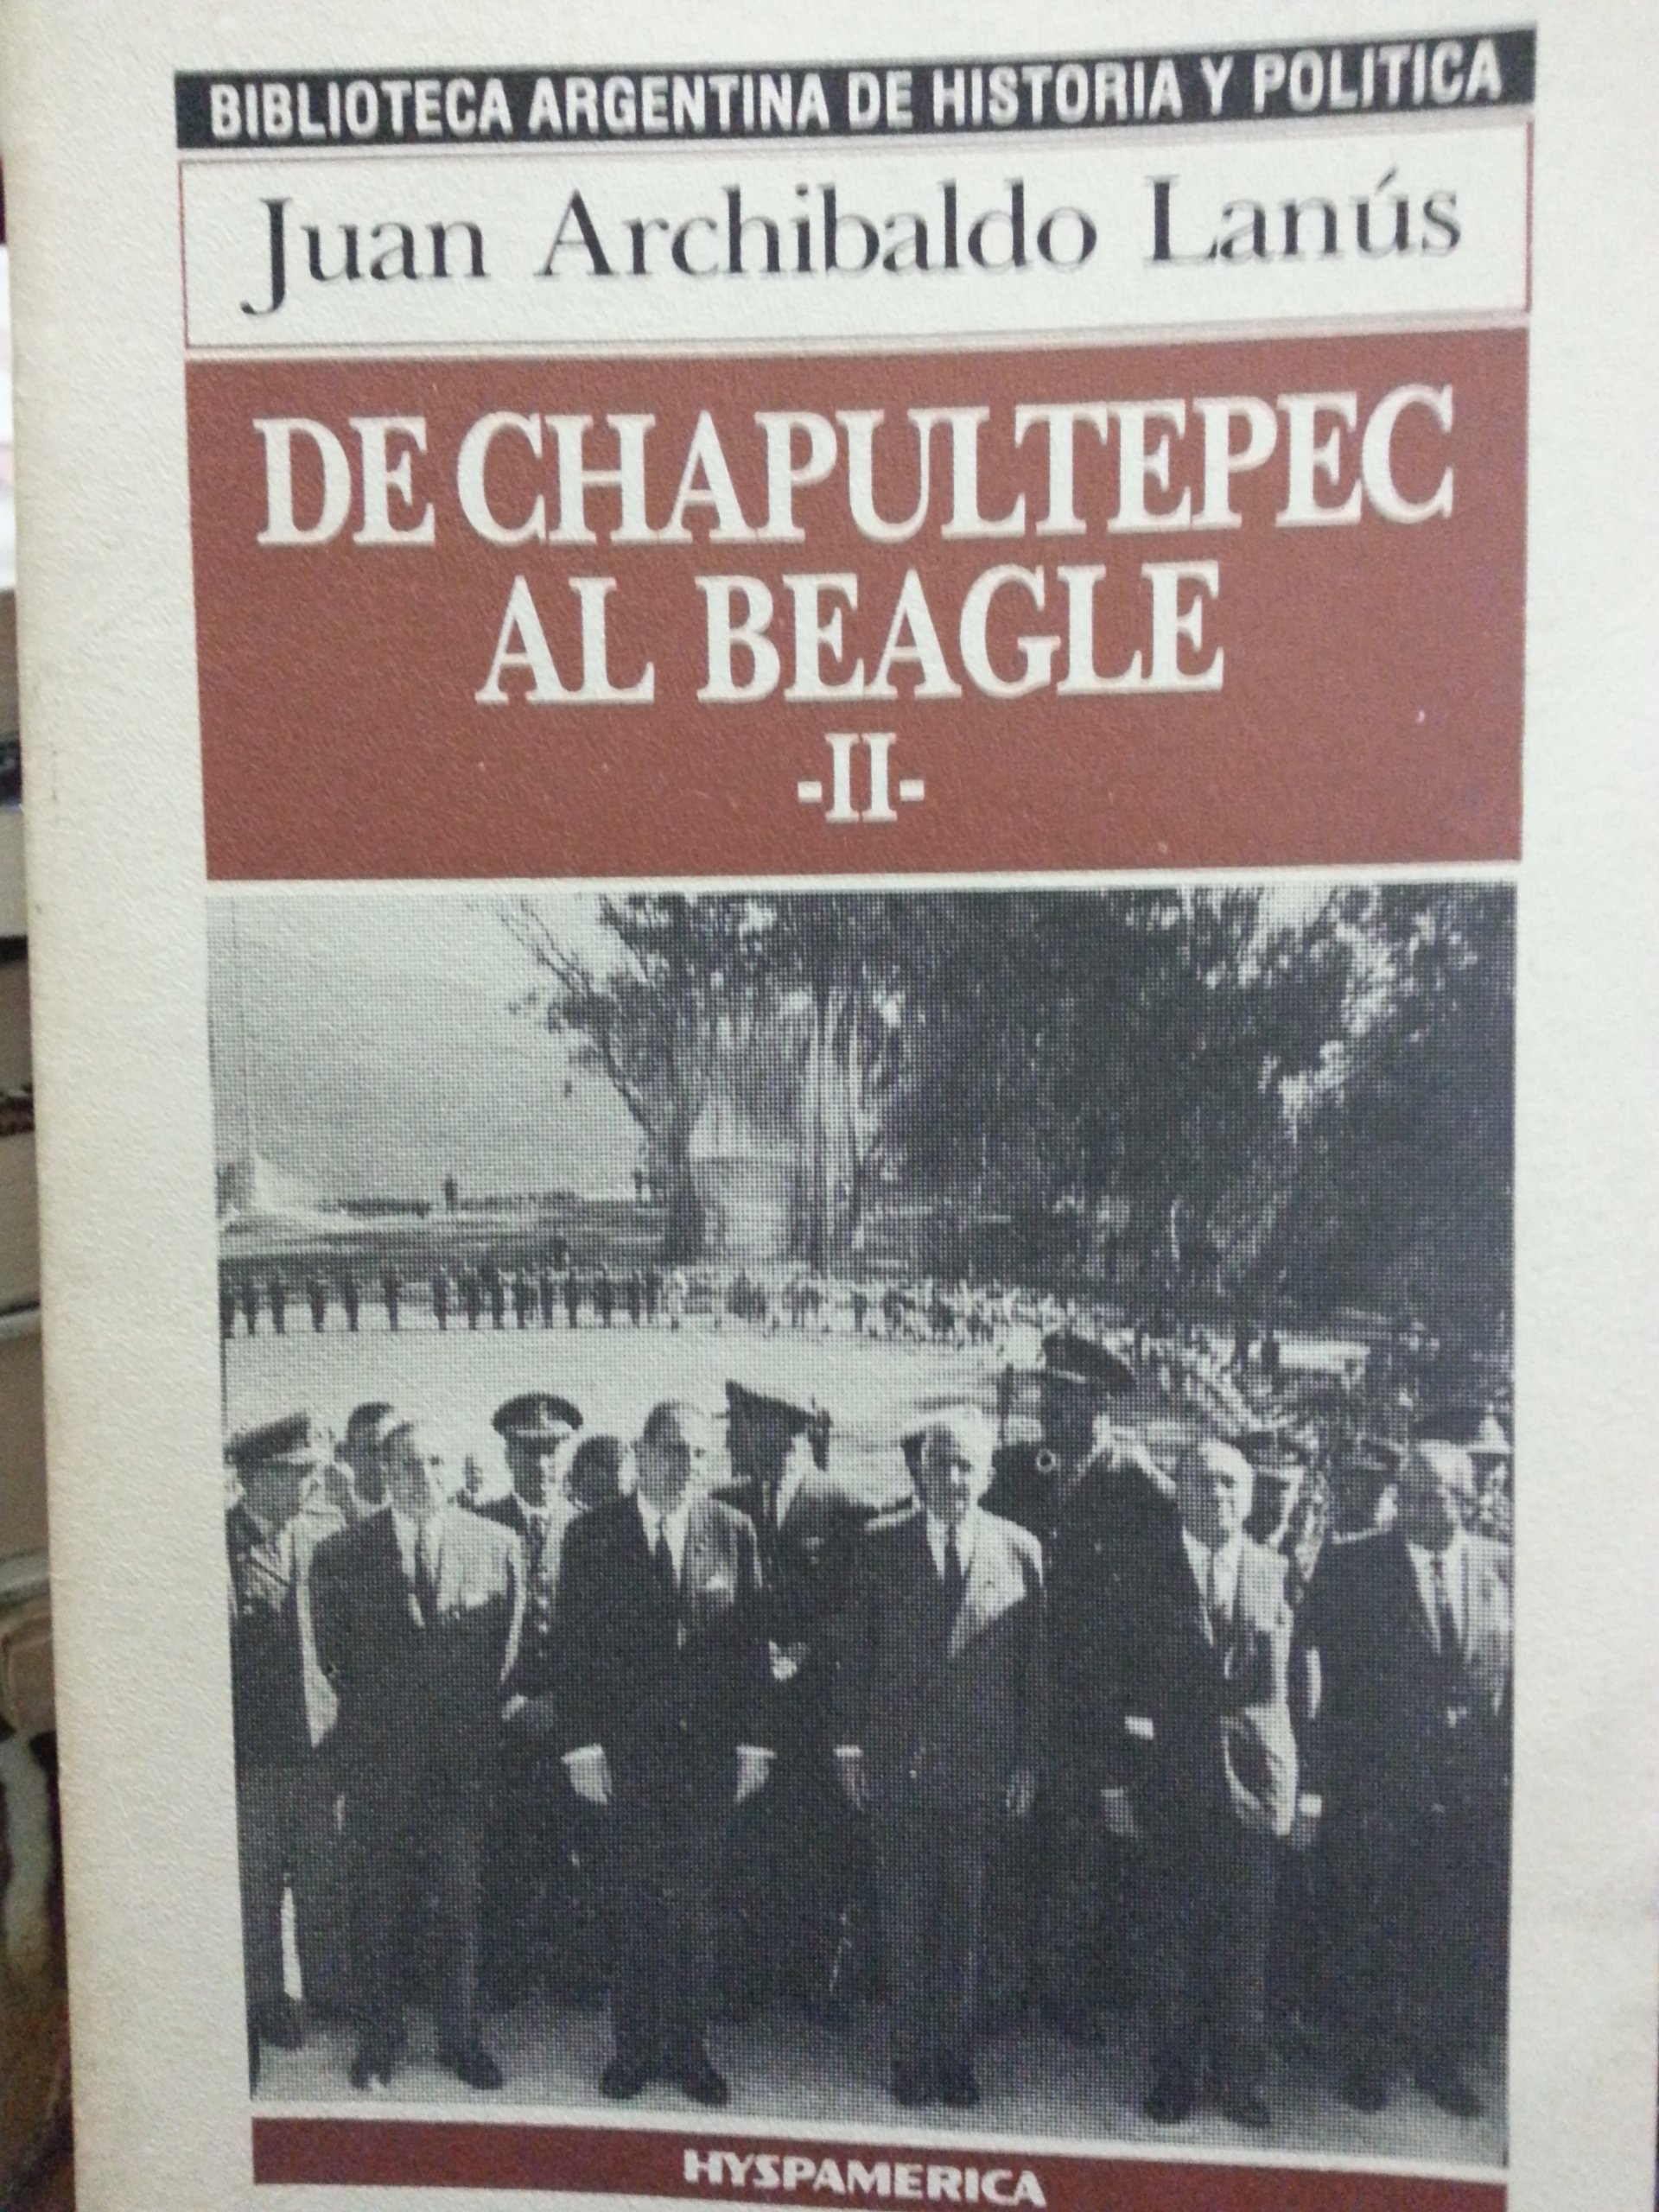 BIBLIOTECA ARGENTINA DE HISTORIA Y POLITICA
Juan Archibaldo Lanús
DE CHAPULTEPEC
AL BEAGLE
-II-
HYSPAMERICA